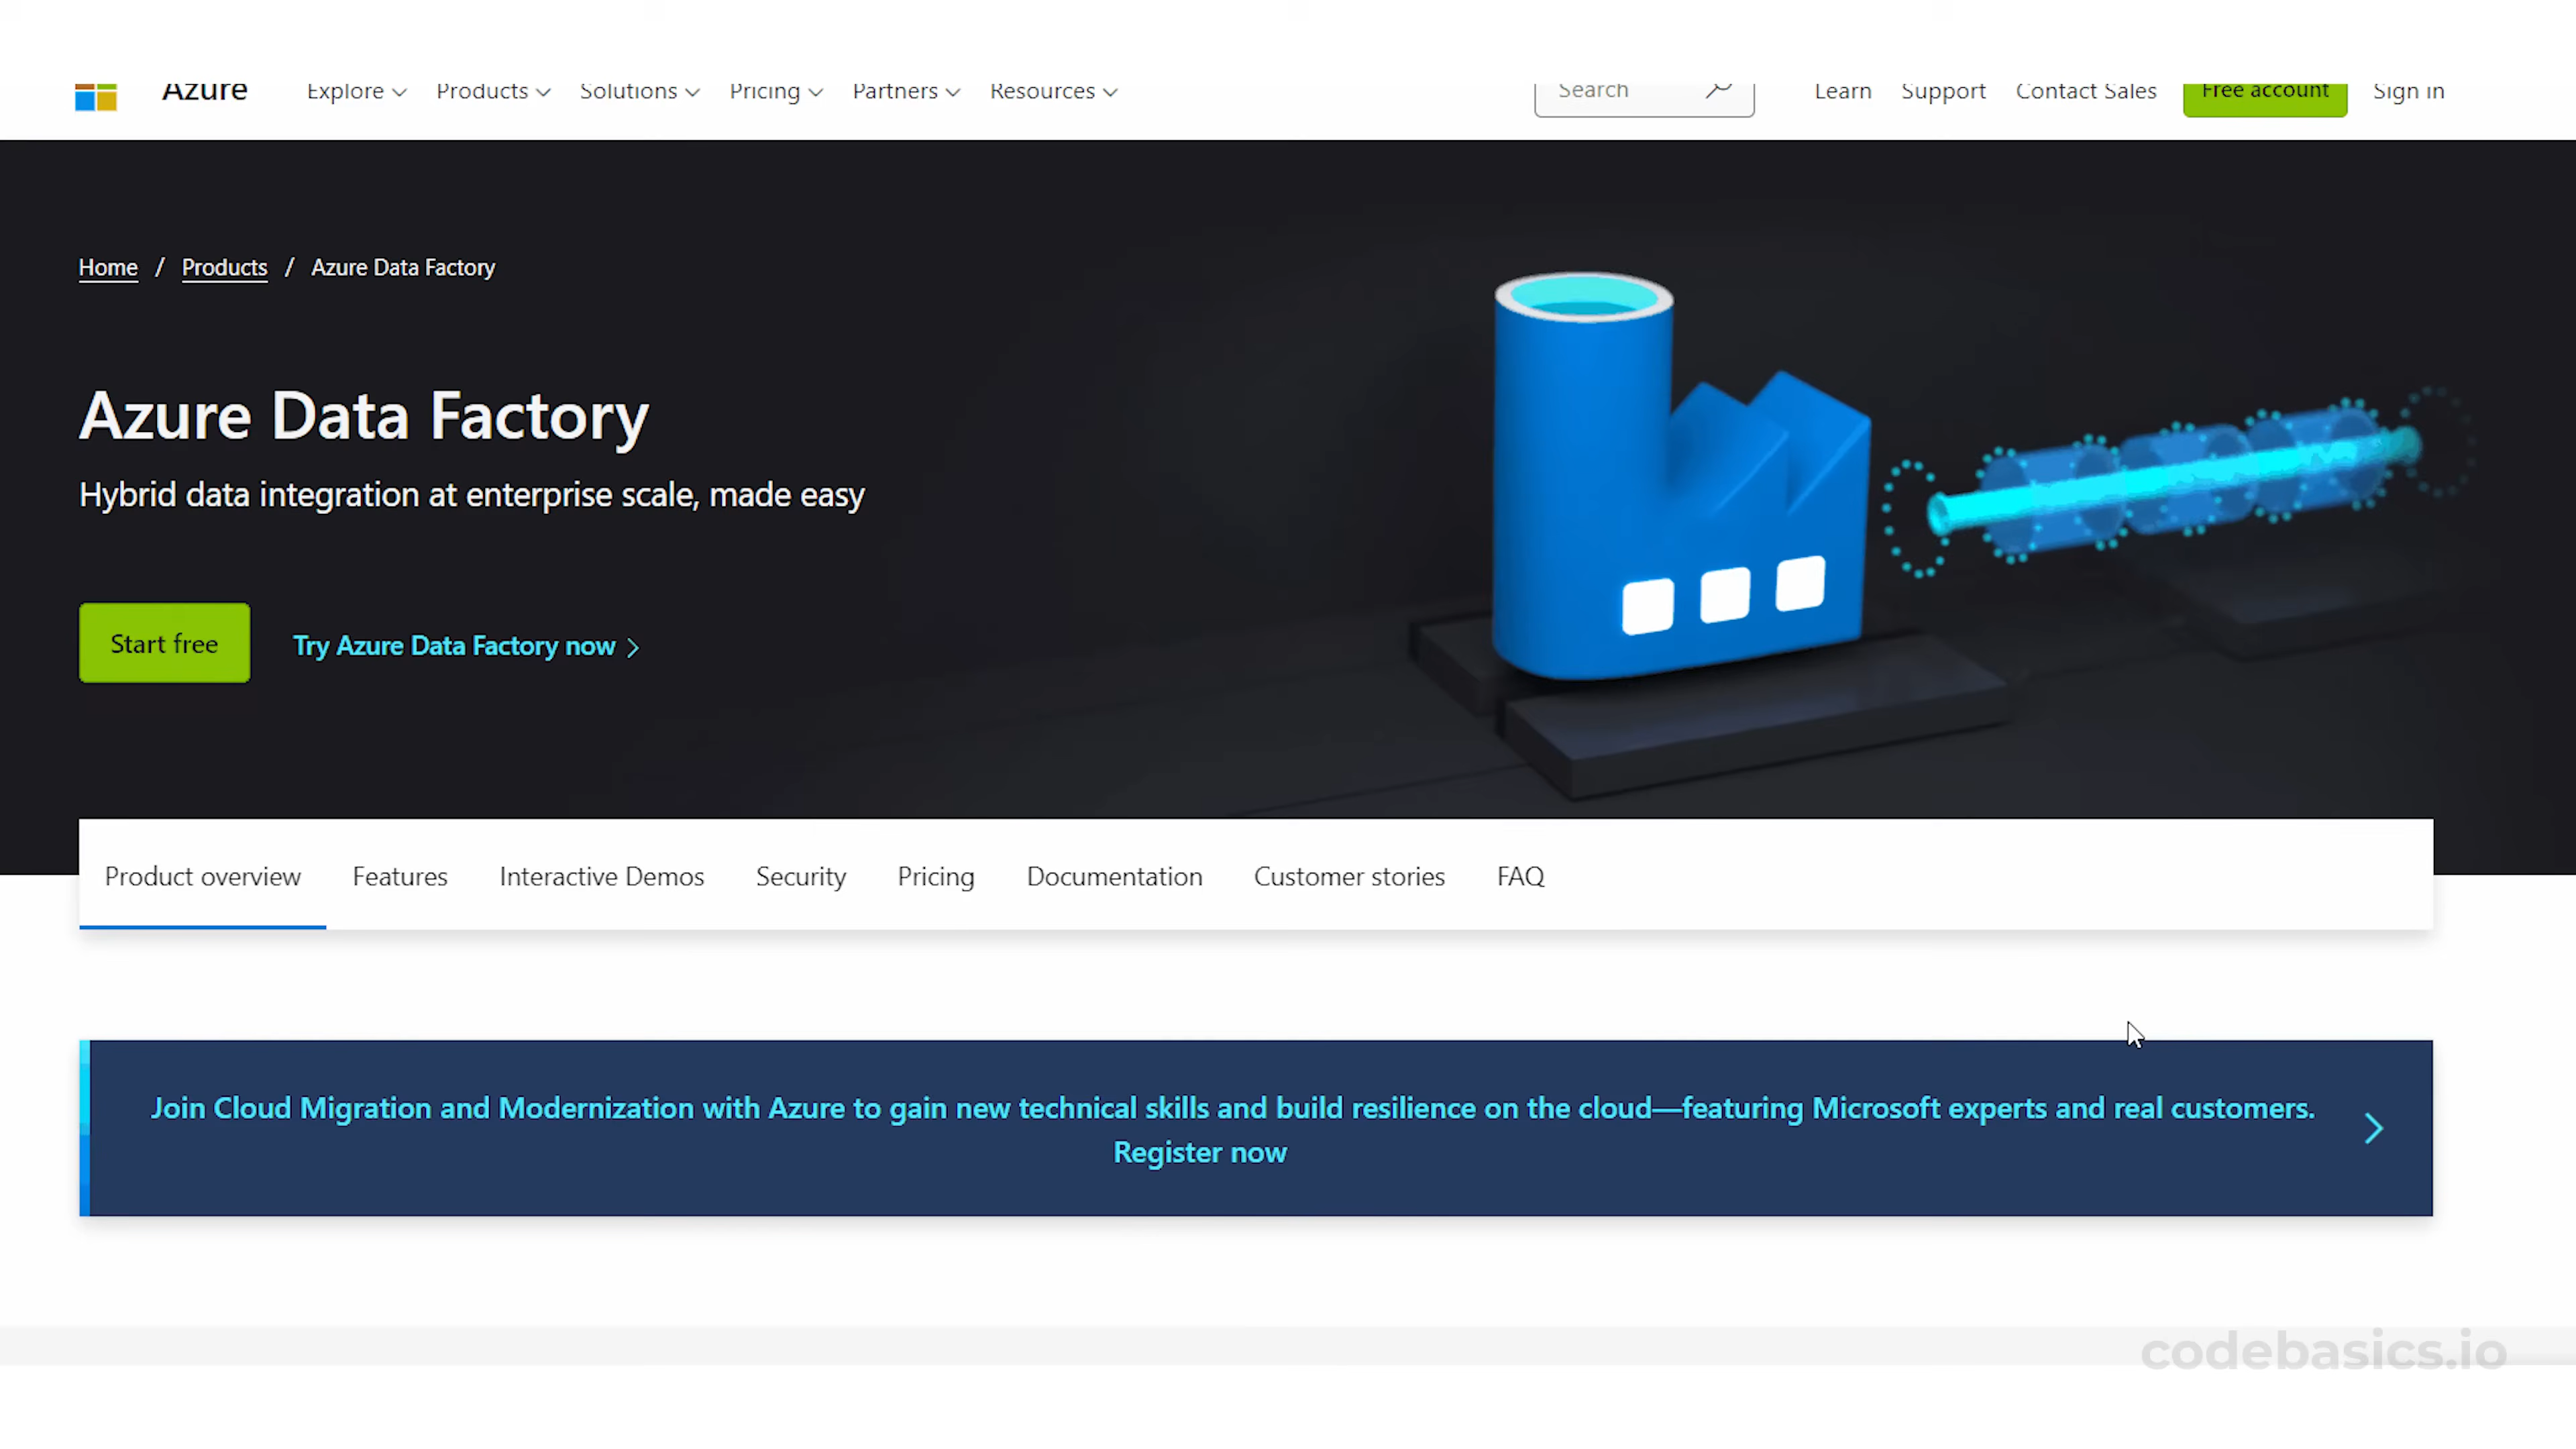 Azure
Explore
Products
Solutions
Pricing
Partners
Resources
Search
Learn
Support
Contact Sales
Free account
Sign in
Home / Products / Azure Data Factory
Azure Data Factory
Hybrid data integration at enterprise scale, made easy
Start free
Try Azure Data Factory now
Product overview
Features
Interactive Demos
Security
Pricing
Documentation
Customer stories
FAQ
Join Cloud Migration and Modernization with Azure to gain new technical skills and build resilience on the cloud—featuring Microsoft experts and real customers.
Register now
codebasics.io